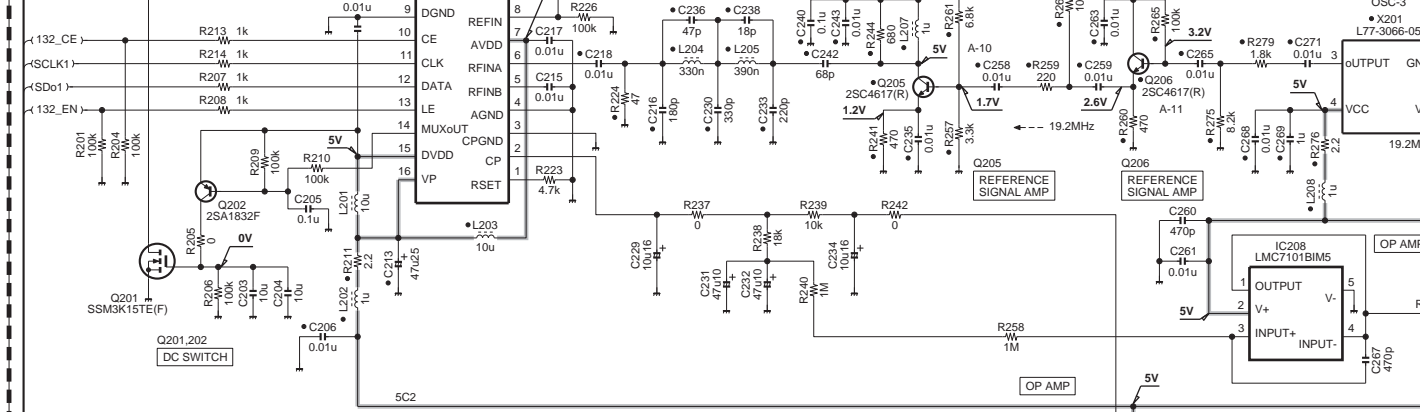 9
DGND
REFIN
8
10
CE
AVDD
7
11
CLK
RFINA
6
12
DATA
RFINB
5
13
LE
AGND
4
14
MUXoUT
CPGND
3
15
DVDD
CP
2
16
VP
RSET
1
0.01u
132_CE
SCLK1
SDo1
132_EN
R213 1k
R214 1k
R207 1k
R208 1k
R201
100k
R204
100k
R209
100k
R210
100k
Q202
2SA1832F
C205
0.1u
R205
0
0V
Q201
SSM3K15TE(F)
R206
100k
C203
10u
C204
10u
Q201,202
DC SWITCH
5V
L201
10u
R211
2.2
L202
1u
C206
0.01u
C213
47u25
L203
10u
5C2
R226
100k
C217
0.01u
C215
0.01u
R223
4.7k
C218
0.01u
R224
47
C236
47p
C238
18p
L204
330n
L205
390n
C216
180p
C230
330p
C233
220p
C242
68p
C240
0.1u
C243
0.01u
R244
680
L207
1u
5V
Q205
2SC4617(R)
1.2V
R241
470
C235
0.01u
R261
6.8k
R257
3.3k
A-10
C258
0.01u
1.7V
R259
220
C259
0.01u
2.6V
19.2MHz
Q205
REFERENCE
SIGNAL AMP
C263
0.01u
R265
100k
3.2V
Q206
2SC4617(R)
A-11
R260
470
Q206
REFERENCE
SIGNAL AMP
C265
0.01u
R275
8.2k
R279
1.8k
C271
0.01u
OSC-3
X201
L77-3066-05
3
oUTPUT
4
VCC
19.2M
5V
C268
0.01u
C269
1u
R276
2.2
L208
1u
R237
0
R239
10k
R242
0
R238
18k
C229
10u16
C231
47u10
C232
47u10
R240
1M
C234
10u16
R258
1M
C260
470p
C261
0.01u
IC208
LMC7101BIM5
1
OUTPUT
2
V+
3
INPUT+
5
V-
4
INPUT-
5V
C267
470p
OP AMP
OP AMP
5V